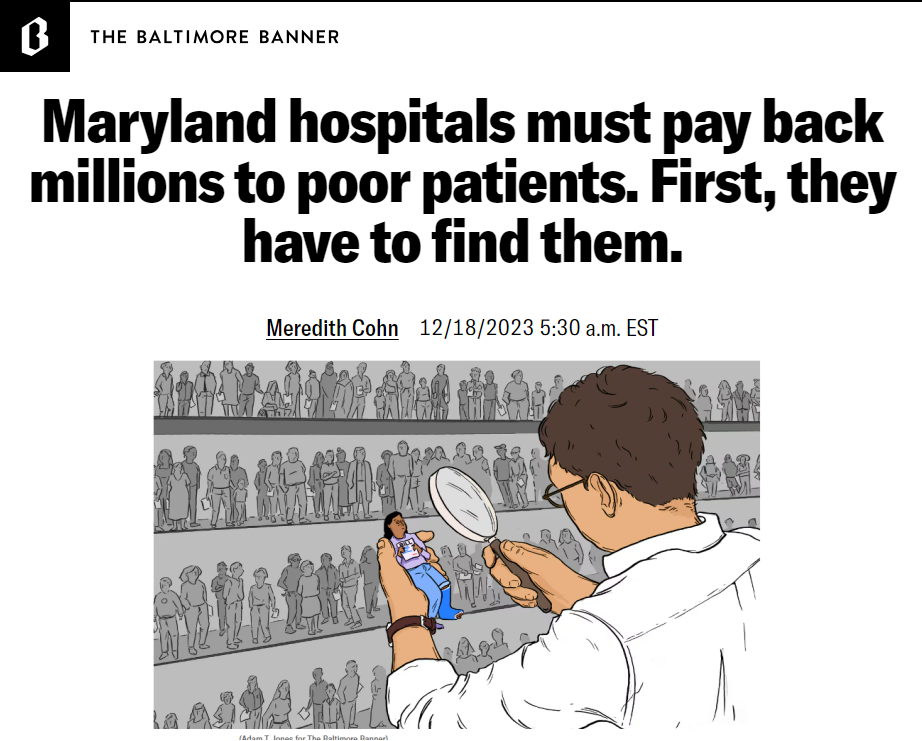 THE BALTIMORE BANNER
Maryland hospitals must pay back
millions to poor patients. First, they
have to find them.
Meredith Cohn 12/18/2023 5:30 a.m. EST
(Adam T. Jones for The Baltimore Banner)